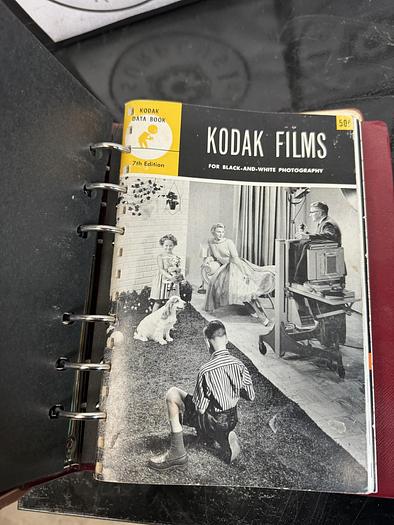 KODAK
DATA BOOK
7th Edition
50¢
KODAK FILMS
FOR BLACK-AND-WHITE PHOTOGRAPHY